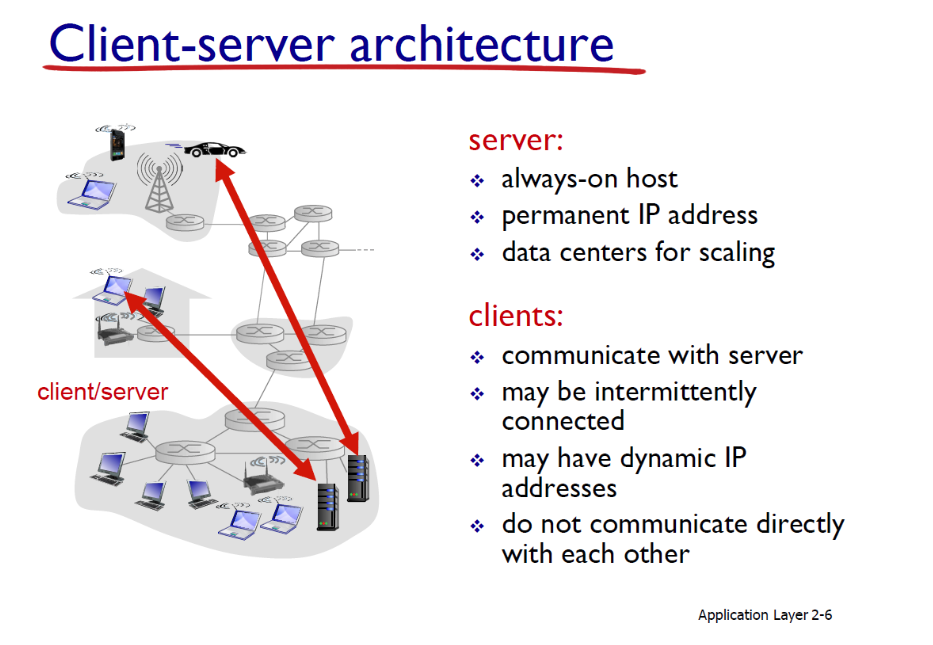 Client-server architecture
server:
always-on host
permanent IP address
data centers for scaling
clients:
communicate with server
may be intermittently
connected
may have dynamic IP
addresses
do not communicate directly
with each other
client/server
Application Layer 2-6